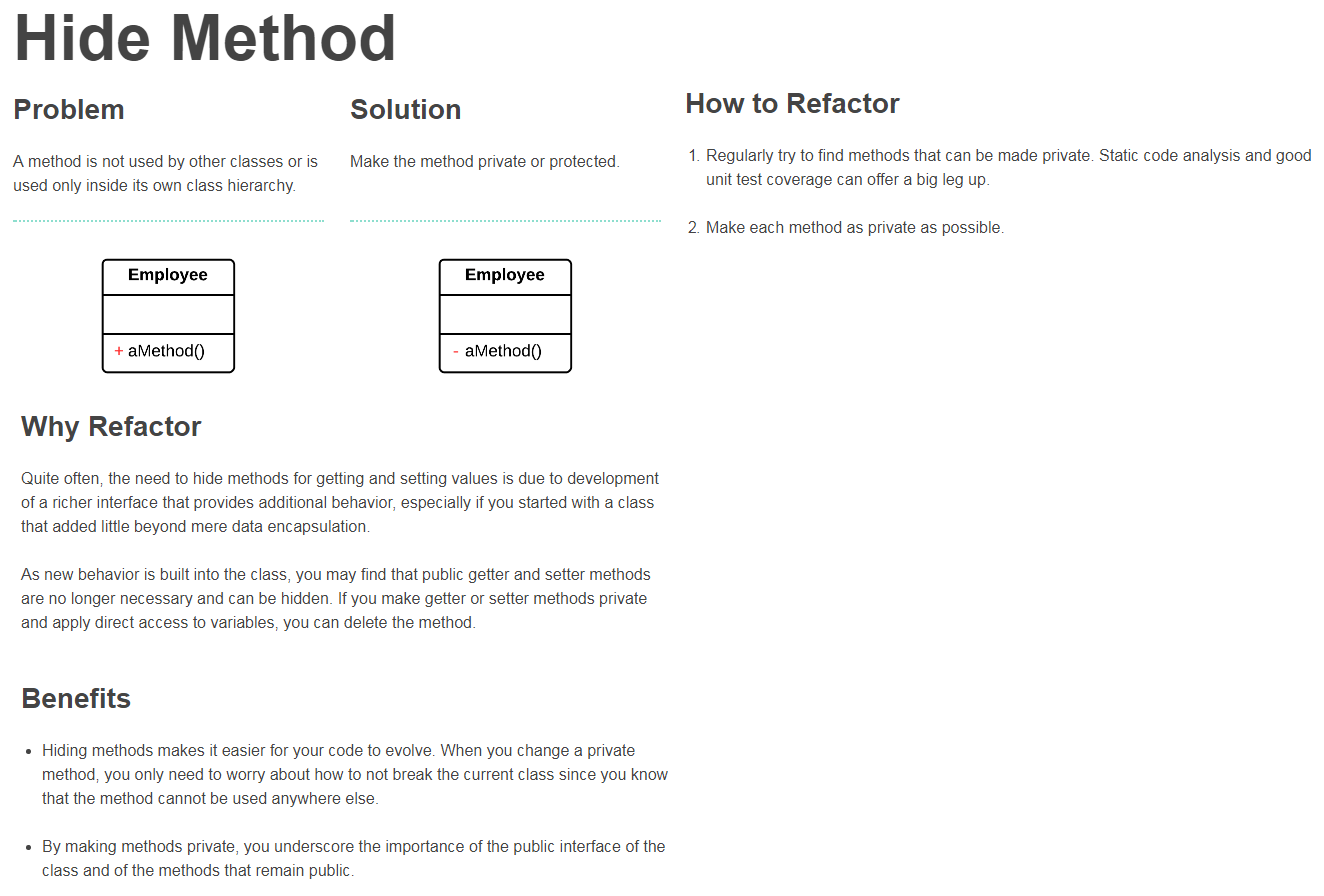 Hide Method
Problem
A method is not used by other classes or is
used only inside its own class hierarchy.
Solution
Make the method private or protected.
Employee
+ aMethod()
Employee
- aMethod()
Why Refactor
Quite often, the need to hide methods for getting and setting values is due to development
of a richer interface that provides additional behavior, especially if you started with a class
that added little beyond mere data encapsulation.
As new behavior is built into the class, you may find that public getter and setter methods
are no longer necessary and can be hidden. If you make getter or setter methods private
and apply direct access to variables, you can delete the method.
Benefits
• Hiding methods makes it easier for your code to evolve. When you change a private
method, you only need to worry about how to not break the current class since you know
that the method cannot be used anywhere else.
• By making methods private, you underscore the importance of the public interface of the
class and of the methods that remain public.
How to Refactor
1. Regularly try to find methods that can be made private. Static code analysis and good
unit test coverage can offer a big leg up.
2. Make each method as private as possible.